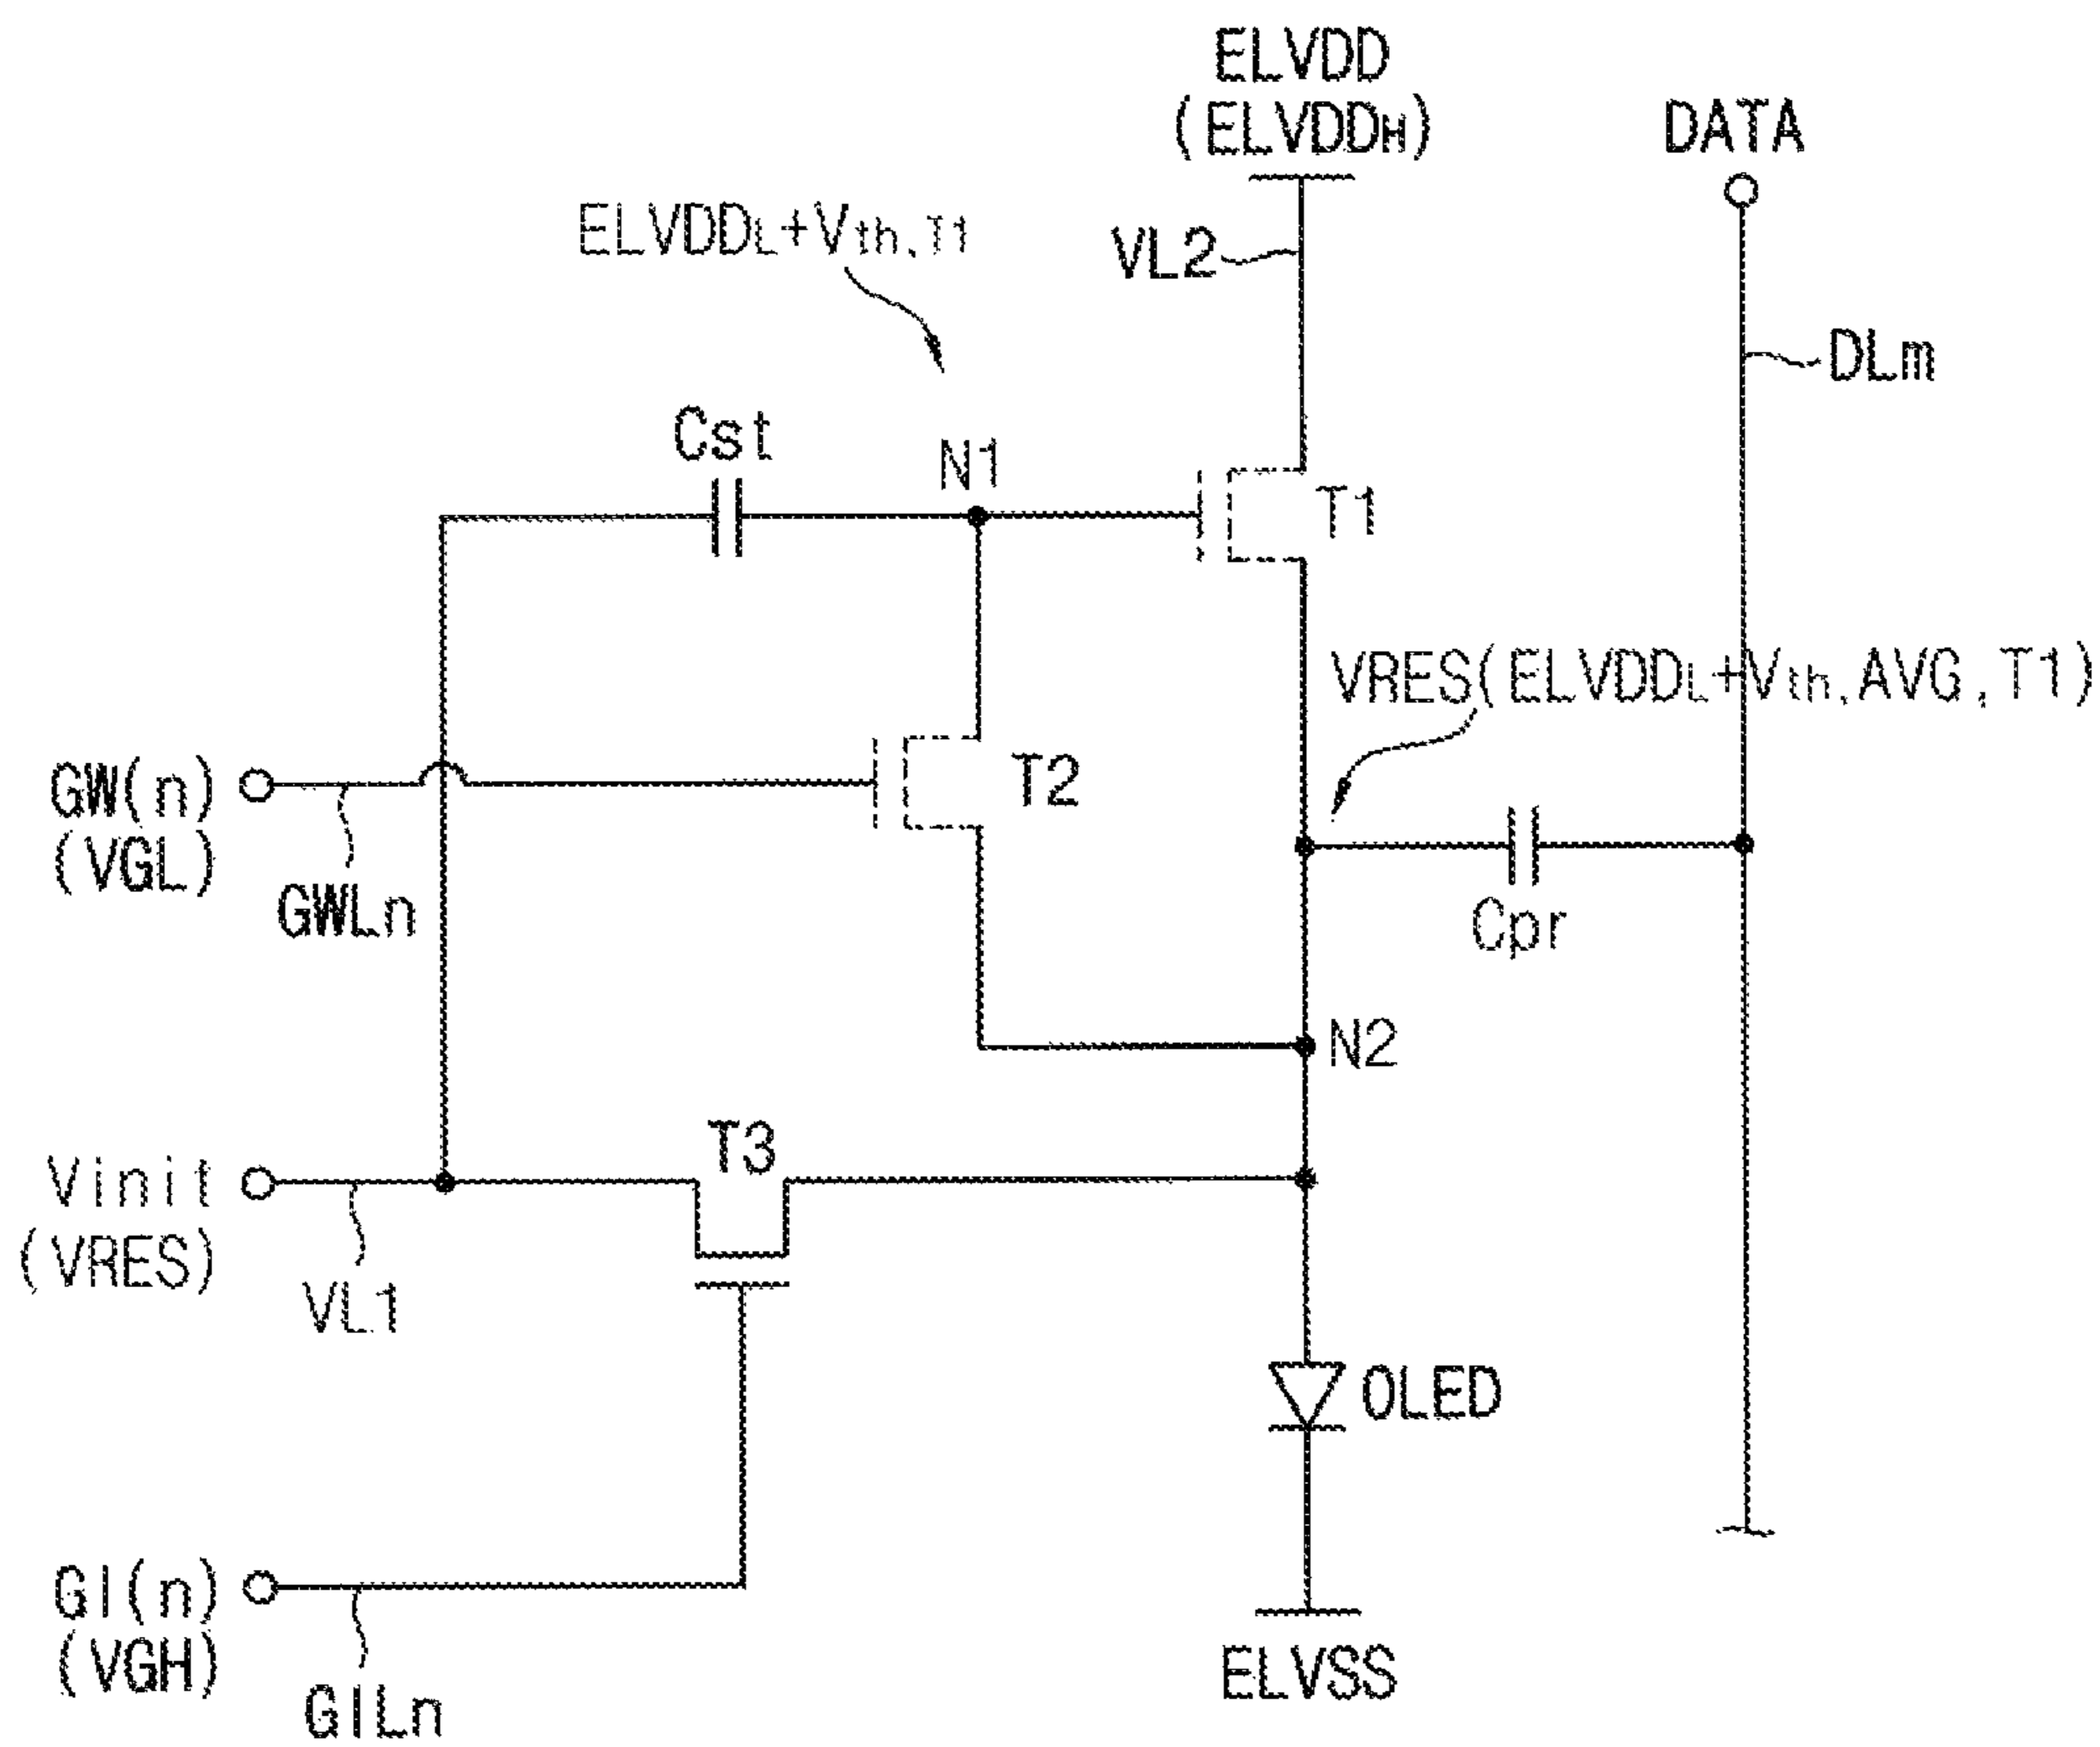 ELVDD
(ELVDDH)
DATA
ELVDDL+Vth,T1
VL2
DLm
Cst
N1
T1
VRES(ELVDDL+Vth,AVG,T1)
GW(n)
(VGL)
T2
GWLn
Cpr
N2
T3
Vinit
(VRES)
VL1
OLED
GI(n)
(VGH)
GILn
ELVSS